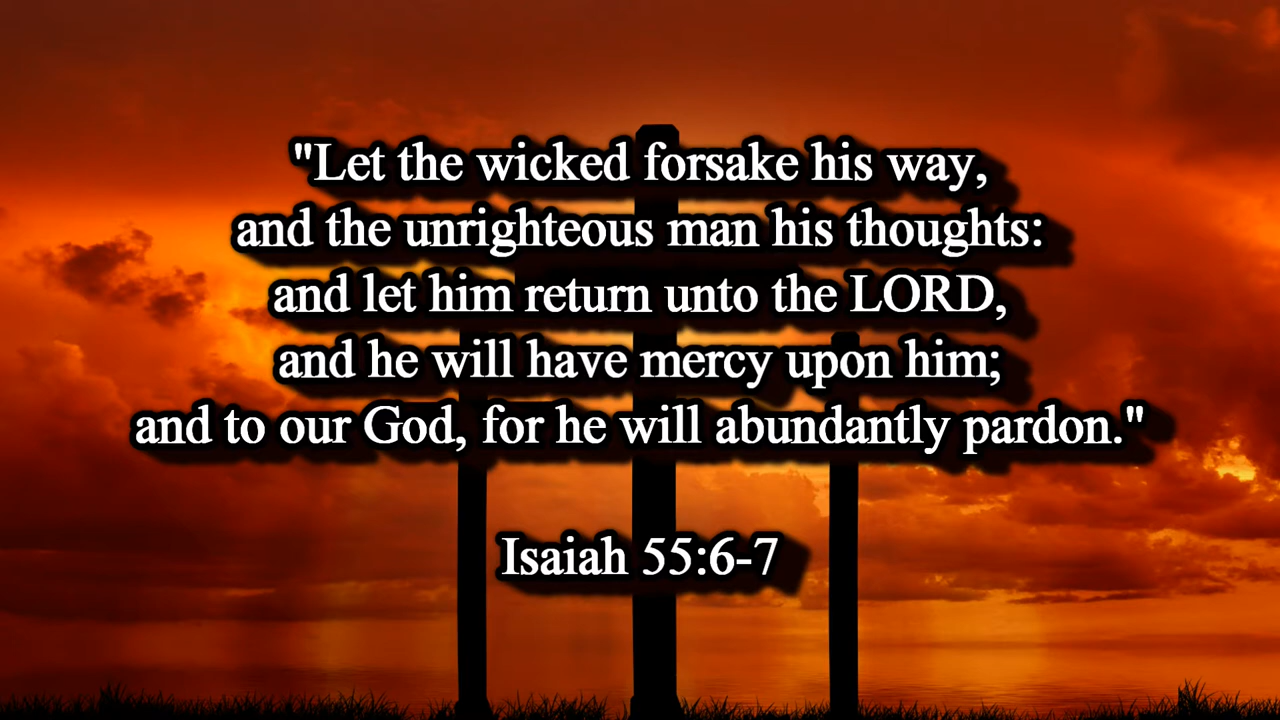 "Let the wicked forsake his way,
and the unrighteous man his thoughts:
and let him return unto the LORD,
and he will have mercy upon him;
and to our God, for he will abundantly pardon."
Isaiah 55:6-7